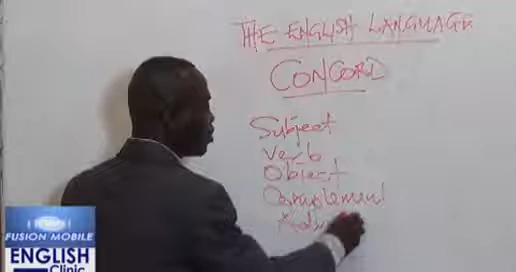 THE ENGLISH LANGUAGE
CONCORD
Subject
Verb
Object
Complement
FUSION MOBILE
ENGLISH
Clinic